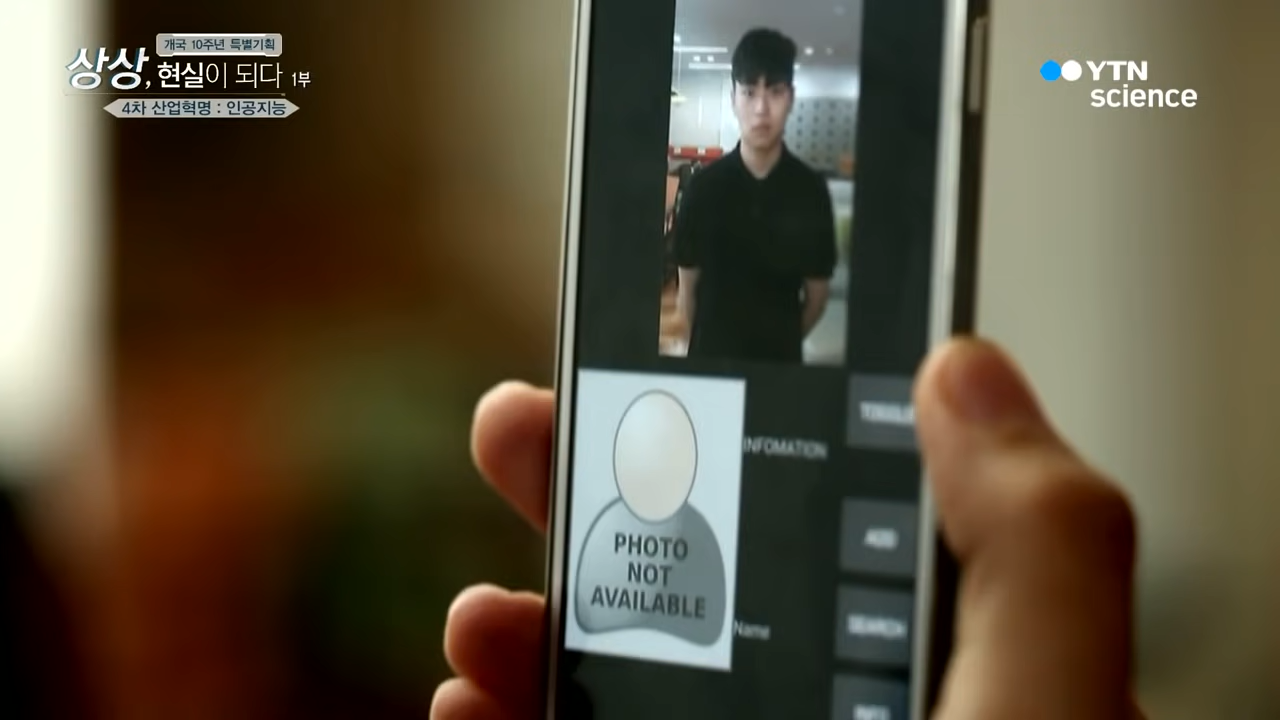 개국 10주년 특별기획
상상, 현실이 되다 1부
4차 산업혁명 : 인공지능
YTN
science
INFOMATION
TOGGLE
ADD
PHOTO
NOT
AVAILABLE
Name
SEARCH